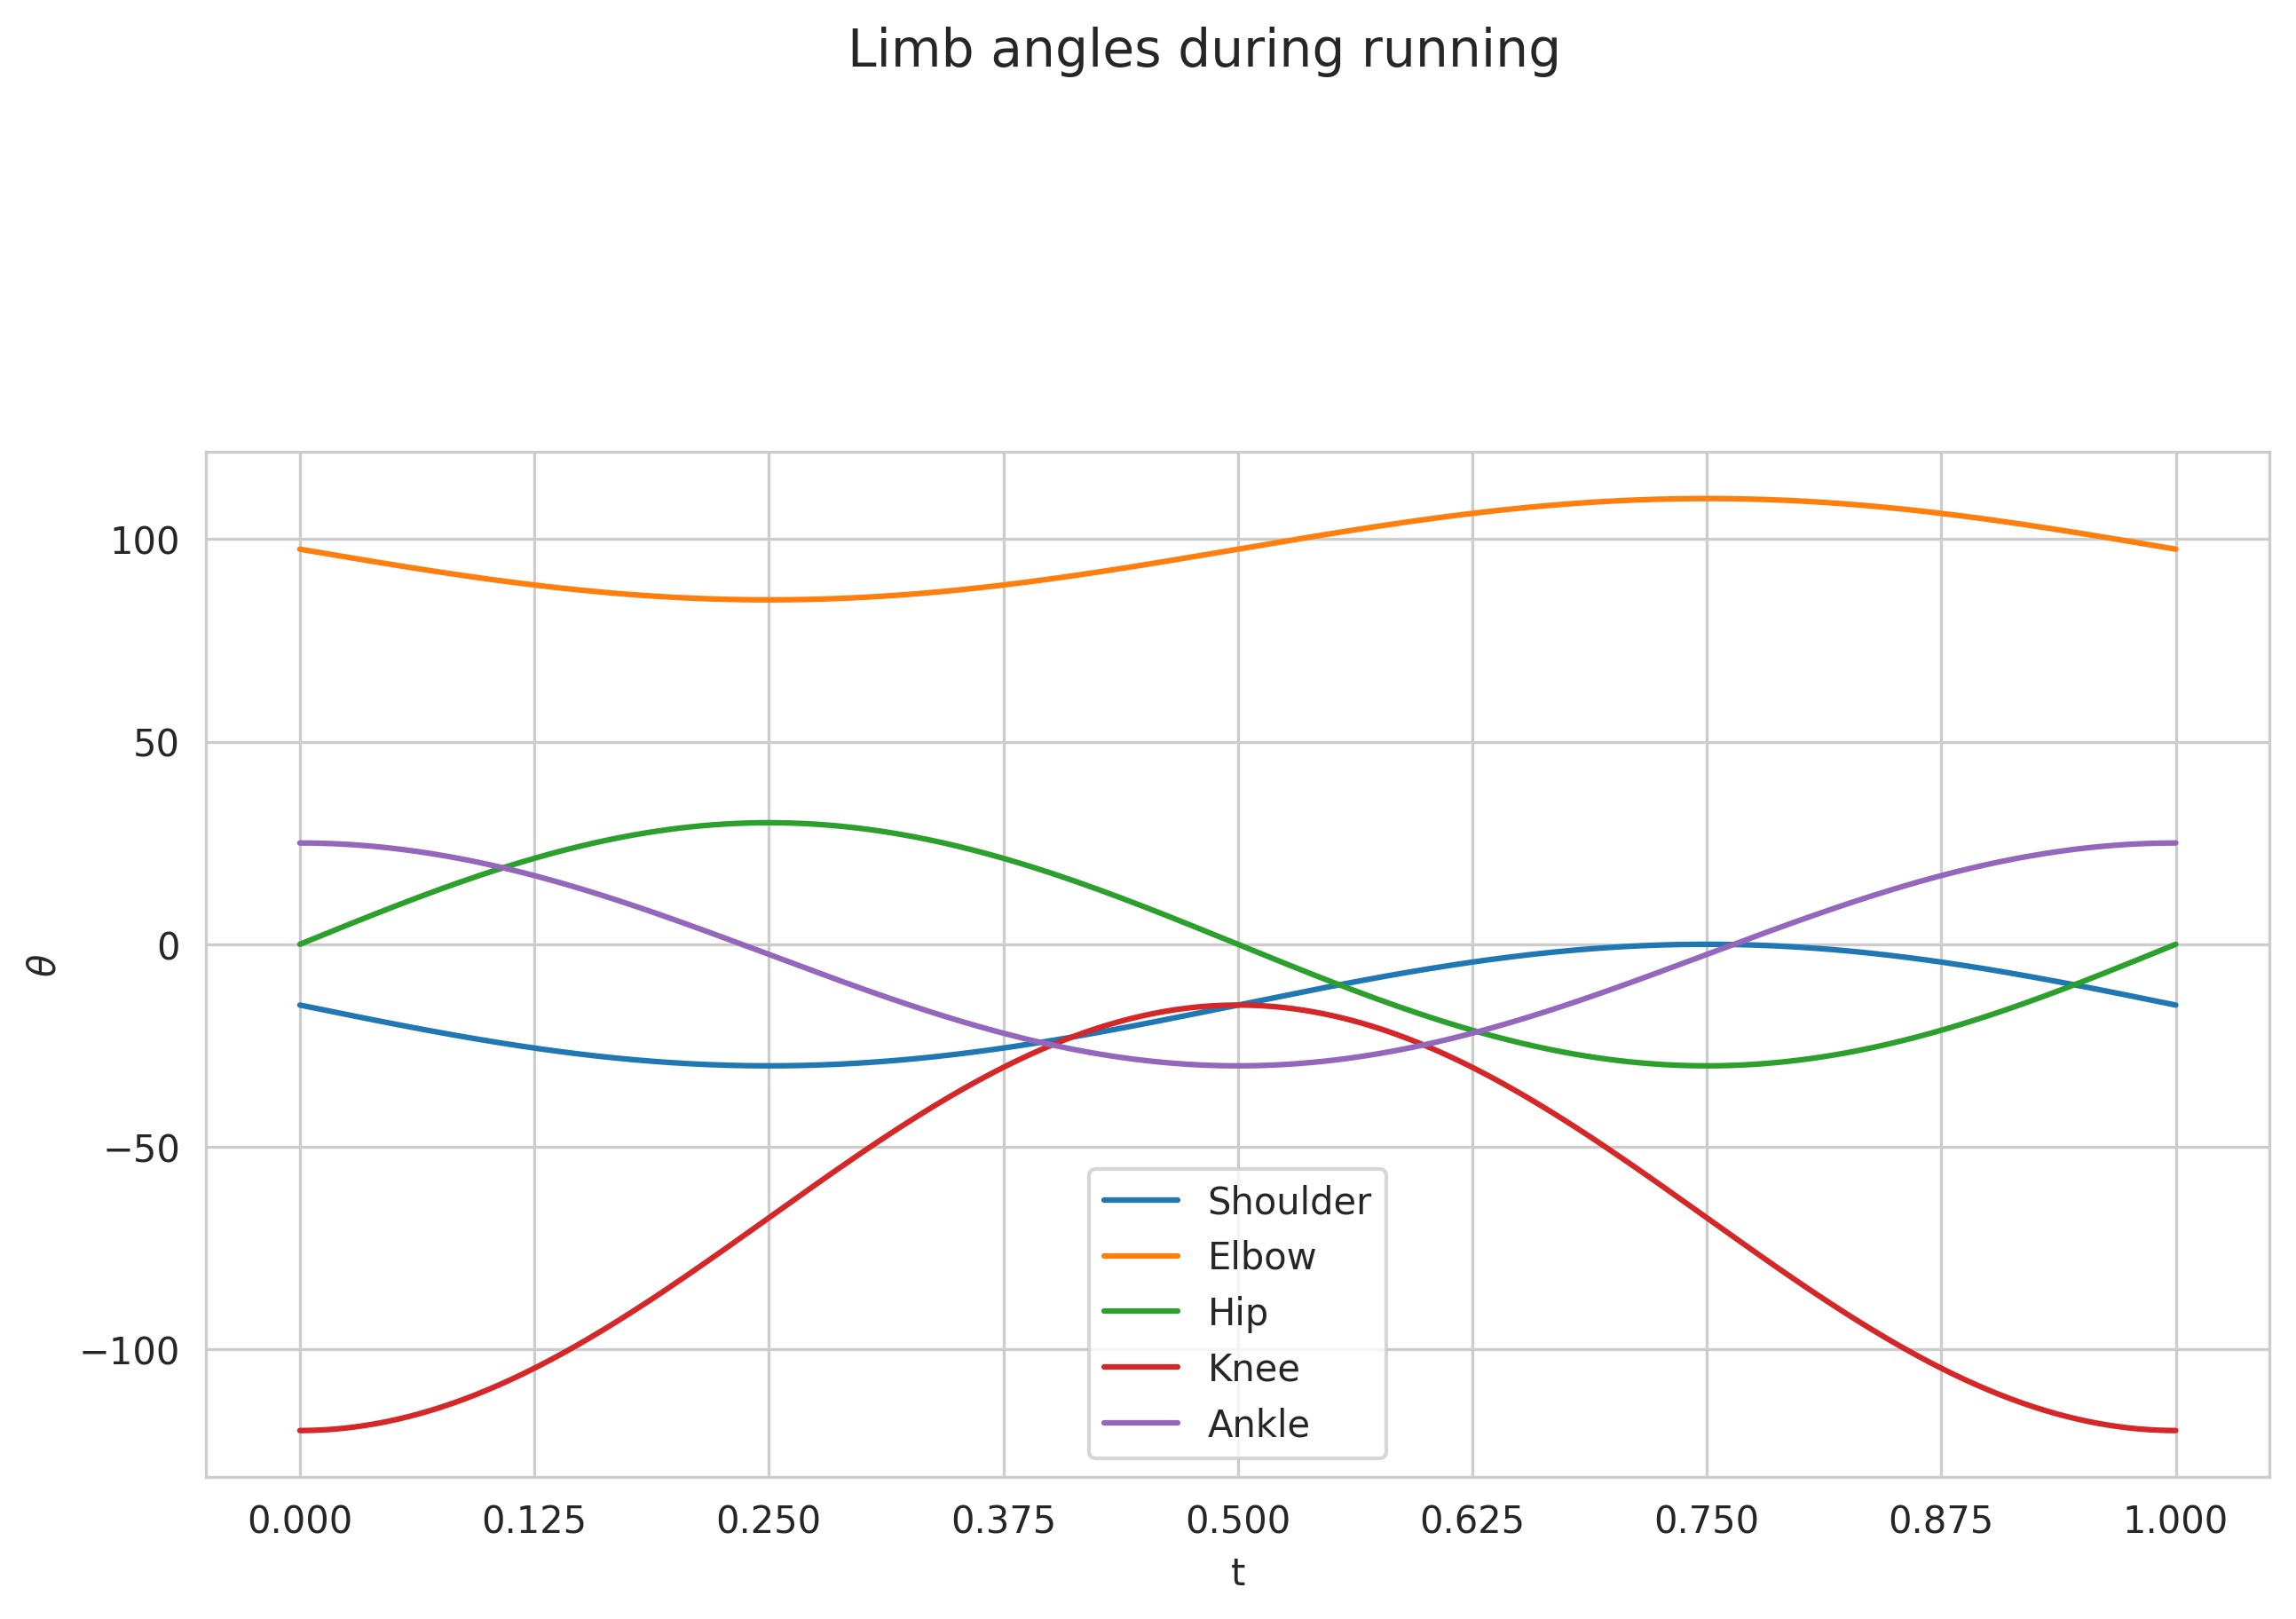 Limb angles during running
100
50
0
−50
−100
θ
Shoulder
Elbow
Hip
Knee
Ankle
0.000 0.125 0.250 0.375 0.500 0.625 0.750 0.875 1.000
t